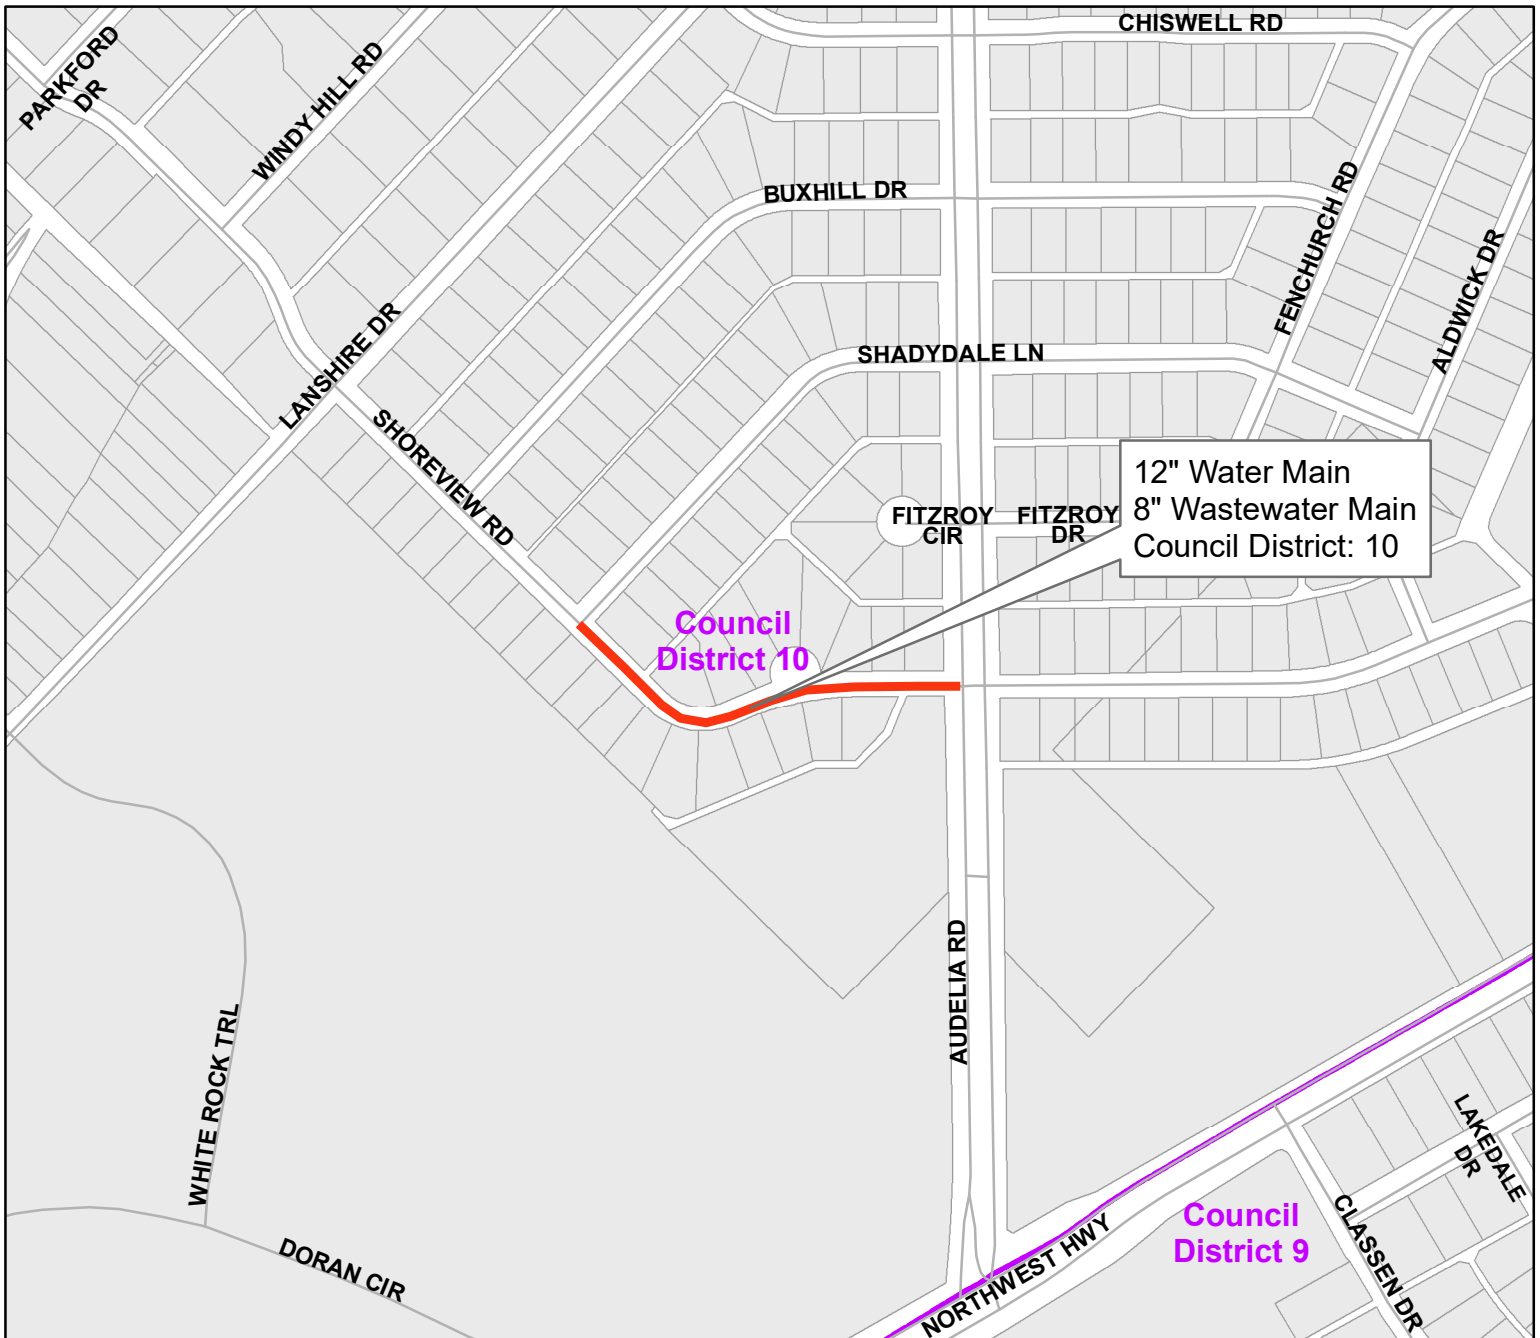 CHISWELL RD
PARKFORD
DR
WINDY HILL RD
BUXHILL DR
FENCHURCH RD
ALDWICK DR
LANSHIRE DR
SHADYDALE LN
SHOREVIEW RD
FITZROY
CIR
FITZROY
DR
12" Water Main
8" Wastewater Main
Council District: 10
Council
District 10
AUDELIA RD
WHITE ROCK TRL
DORAN CIR
NORTHWEST HWY
Council
District 9
LAKEDALE
DR
CLASSEN DR